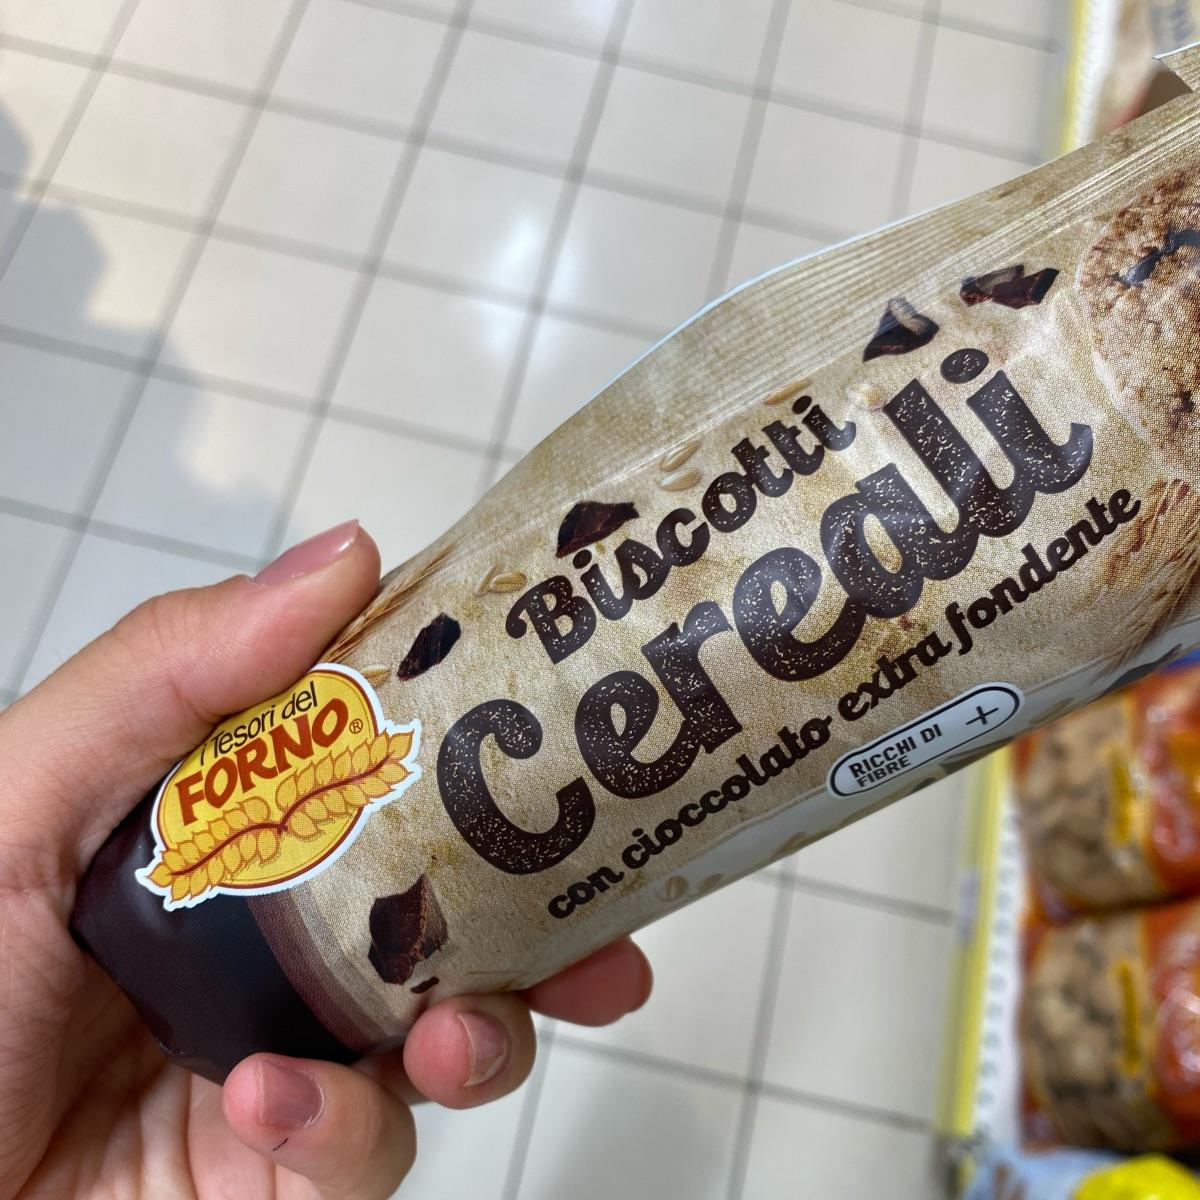 i Tesori del
FORNO®
Biscotti
Cereali
con cioccolato extra fondente
RICCHI DI
FIBRE +